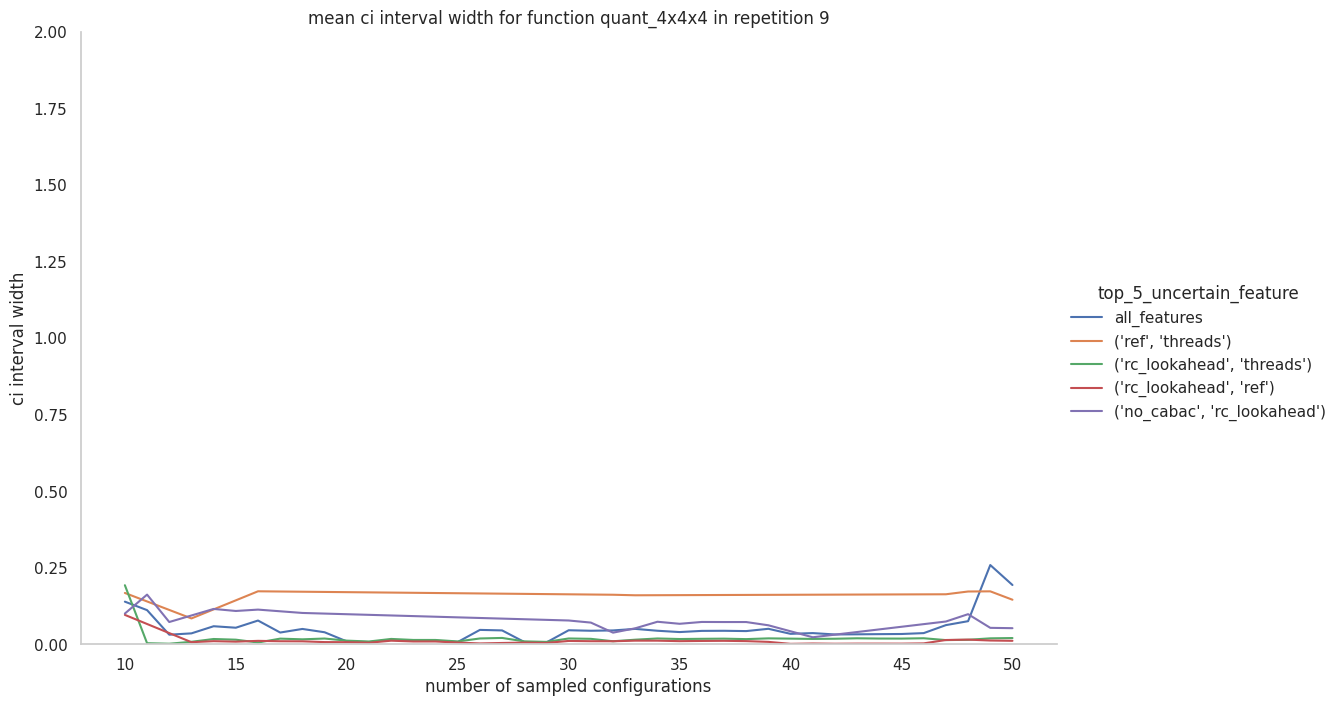 mean ci interval width for function quant_4x4x4 in repetition 9
2.00
1.75
1.50
1.25
1.00
0.75
0.50
0.25
0.00
ci interval width
10 15 20 25 30 35 40 45 50
number of sampled configurations
top_5_uncertain_feature
all_features
('ref', 'threads')
('rc_lookahead', 'threads')
('rc_lookahead', 'ref')
('no_cabac', 'rc_lookahead')